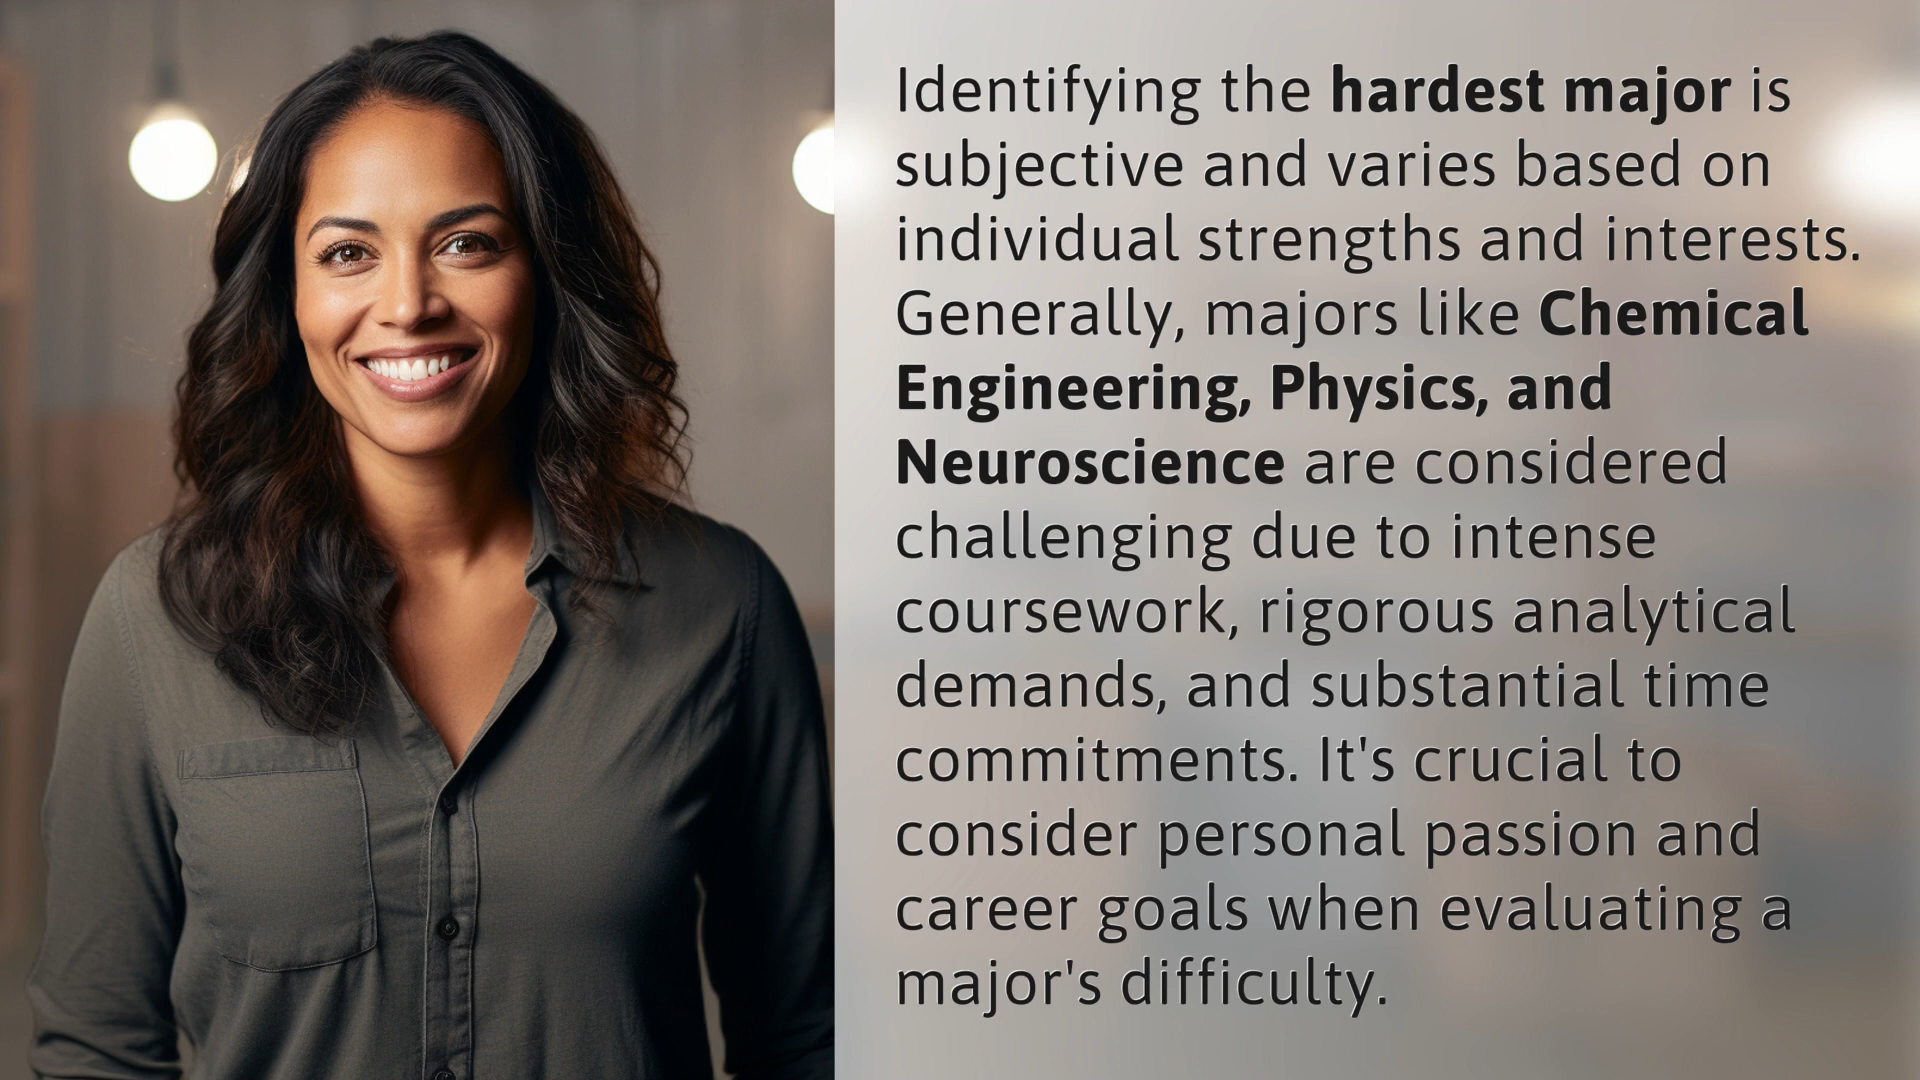 Identifying the hardest major is
subjective and varies based on
individual strengths and interests.
Generally, majors like Chemical
Engineering, Physics, and
Neuroscience are considered
challenging due to intense
coursework, rigorous analytical
demands, and substantial time
commitments. It's crucial to
consider personal passion and
career goals when evaluating a
major's difficulty.